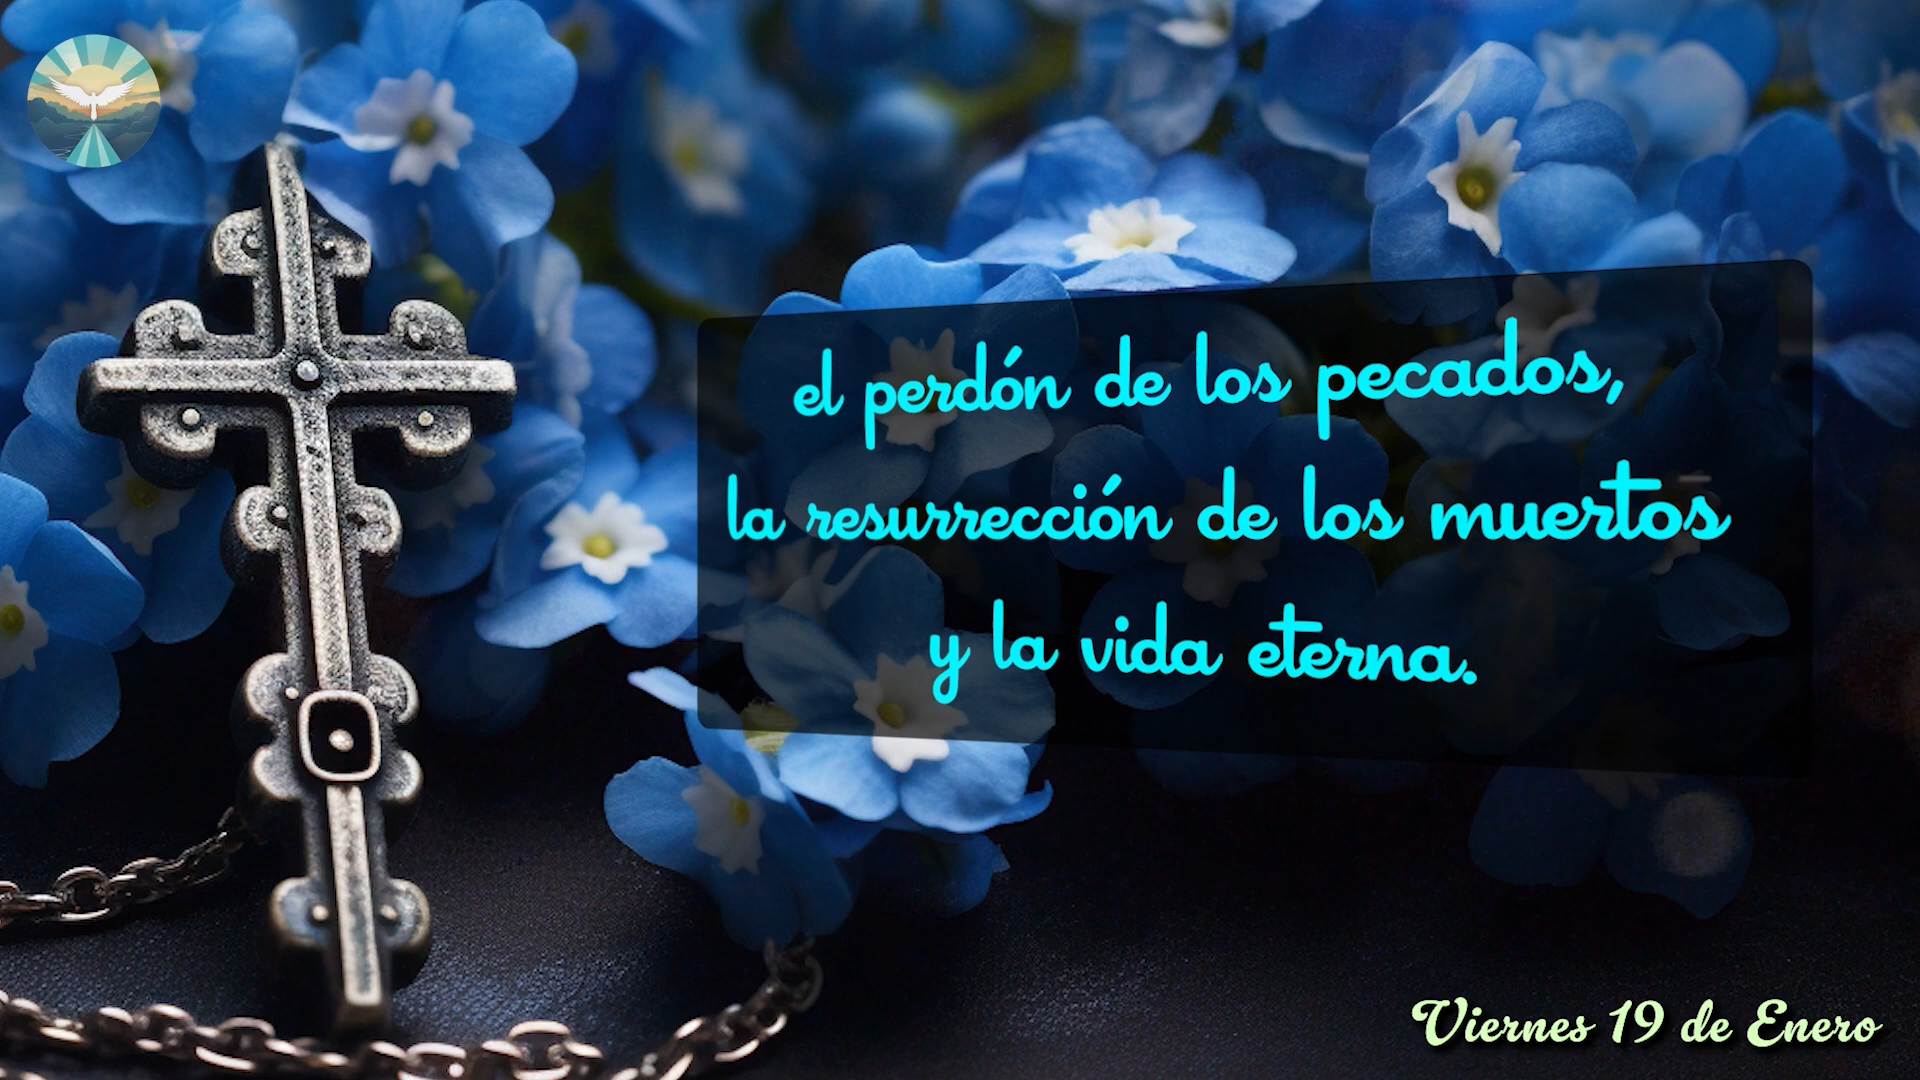 el perdón de los pecados,
la resurrección de los muertos
y la vida eterna.
Viernes 19 de Enero